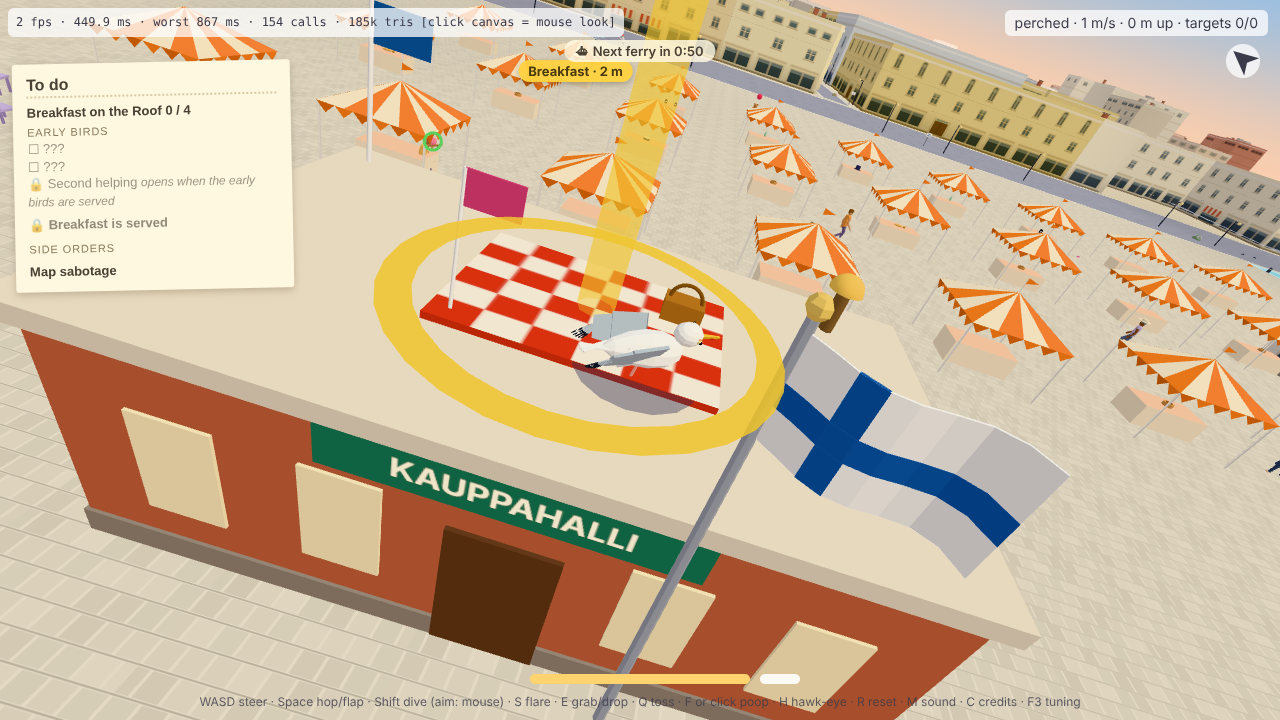 2 fps · 449.9 ms · worst 867 ms · 154 calls · 185k tris [click canvas = mouse look]
perched · 1 m/s · 0 m up · targets 0/0
⛴ Next ferry in 0:50
Breakfast · 2 m
To do
Breakfast on the Roof 0 / 4
EARLY BIRDS
☐ ???
☐ ???
🔒 Second helping opens when the early
birds are served
🔒 Breakfast is served
SIDE ORDERS
Map sabotage
KAUPPAHALLI
WASD steer · Space hop/flap · Shift dive (aim: mouse) · S flare · E grab/drop · Q toss · F or click poop · H hawk-eye · R reset · M sound · C credits · F3 tuning